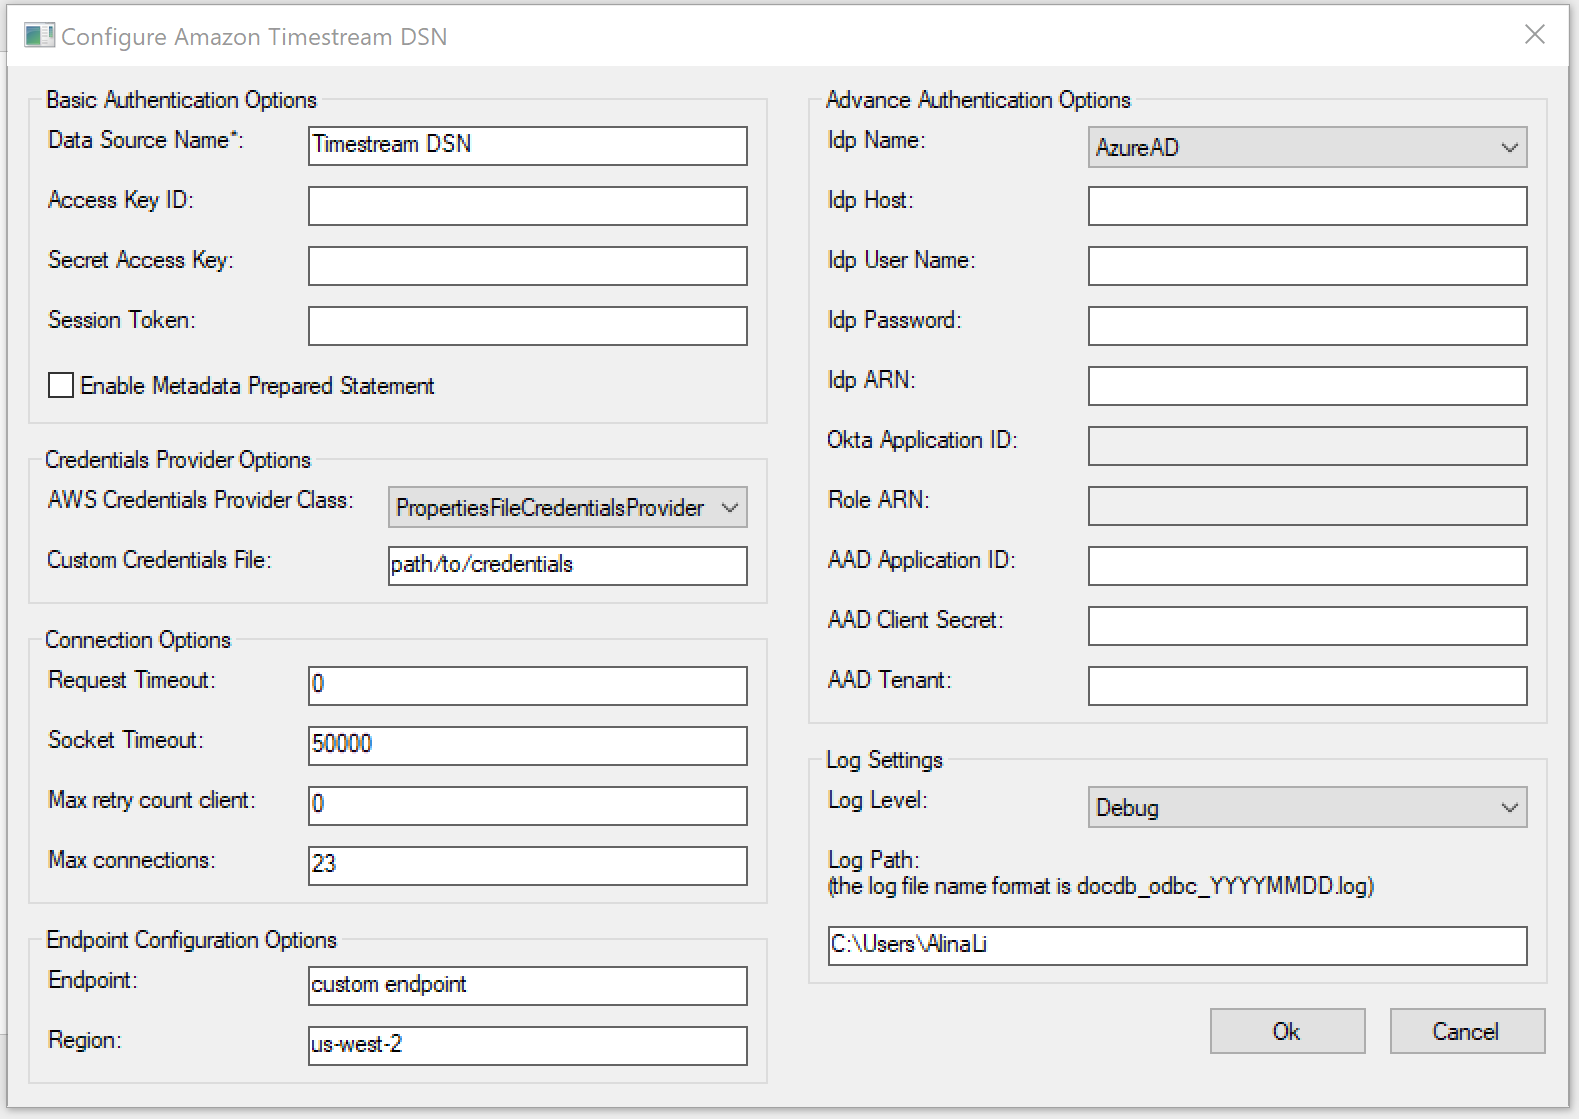 Configure Amazon Timestream DSN
Basic Authentication Options
Data Source Name*: Timestream DSN
Access Key ID:
Secret Access Key:
Session Token:
Enable Metadata Prepared Statement
Credentials Provider Options
AWS Credentials Provider Class: PropertiesFileCredentialsProvider
Custom Credentials File: path/to/credentials
Connection Options
Request Timeout: 0
Socket Timeout: 50000
Max retry count client: 0
Max connections: 23
Endpoint Configuration Options
Endpoint: custom endpoint
Region: us-west-2
Advance Authentication Options
Idp Name: AzureAD
Idp Host:
Idp User Name:
Idp Password:
Idp ARN:
Okta Application ID:
Role ARN:
AAD Application ID:
AAD Client Secret:
AAD Tenant:
Log Settings
Log Level: Debug
Log Path:
(the log file name format is docdb_odbc_YYYYMMDD.log)
C:\Users\AlinaLi
Ok Cancel